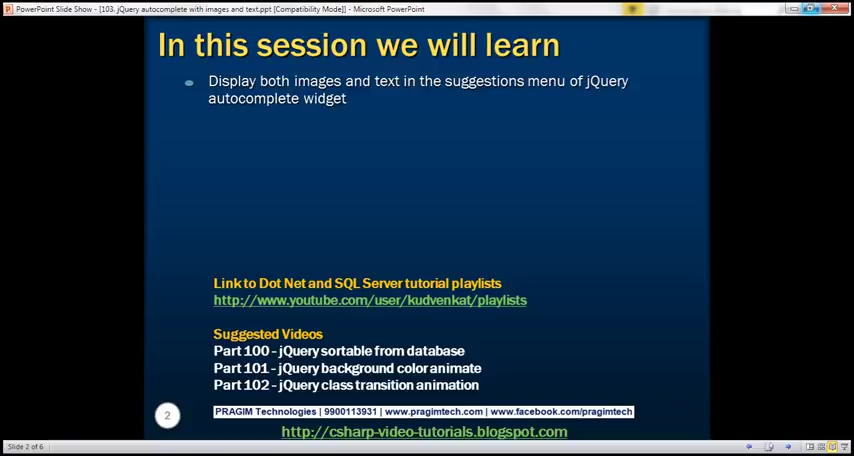 PowerPoint Slide Show - [103. jQuery autocomplete with images and text.ppt [Compatibility Mode]] - Microsoft PowerPoint
In this session we will learn
Display both images and text in the suggestions menu of jQuery
autocomplete widget
Link to Dot Net and SQL Server tutorial playlists
http://www.youtube.com/user/kudvenkat/playlists
Suggested Videos
Part 100 - jQuery sortable from database
Part 101 - jQuery background color animate
Part 102 - jQuery class transition animation
2
PRAGIM Technologies | 9900113931 | www.pragimtech.com | www.facebook.com/pragimtech
http://csharp-video-tutorials.blogspot.com
Slide 2 of 6